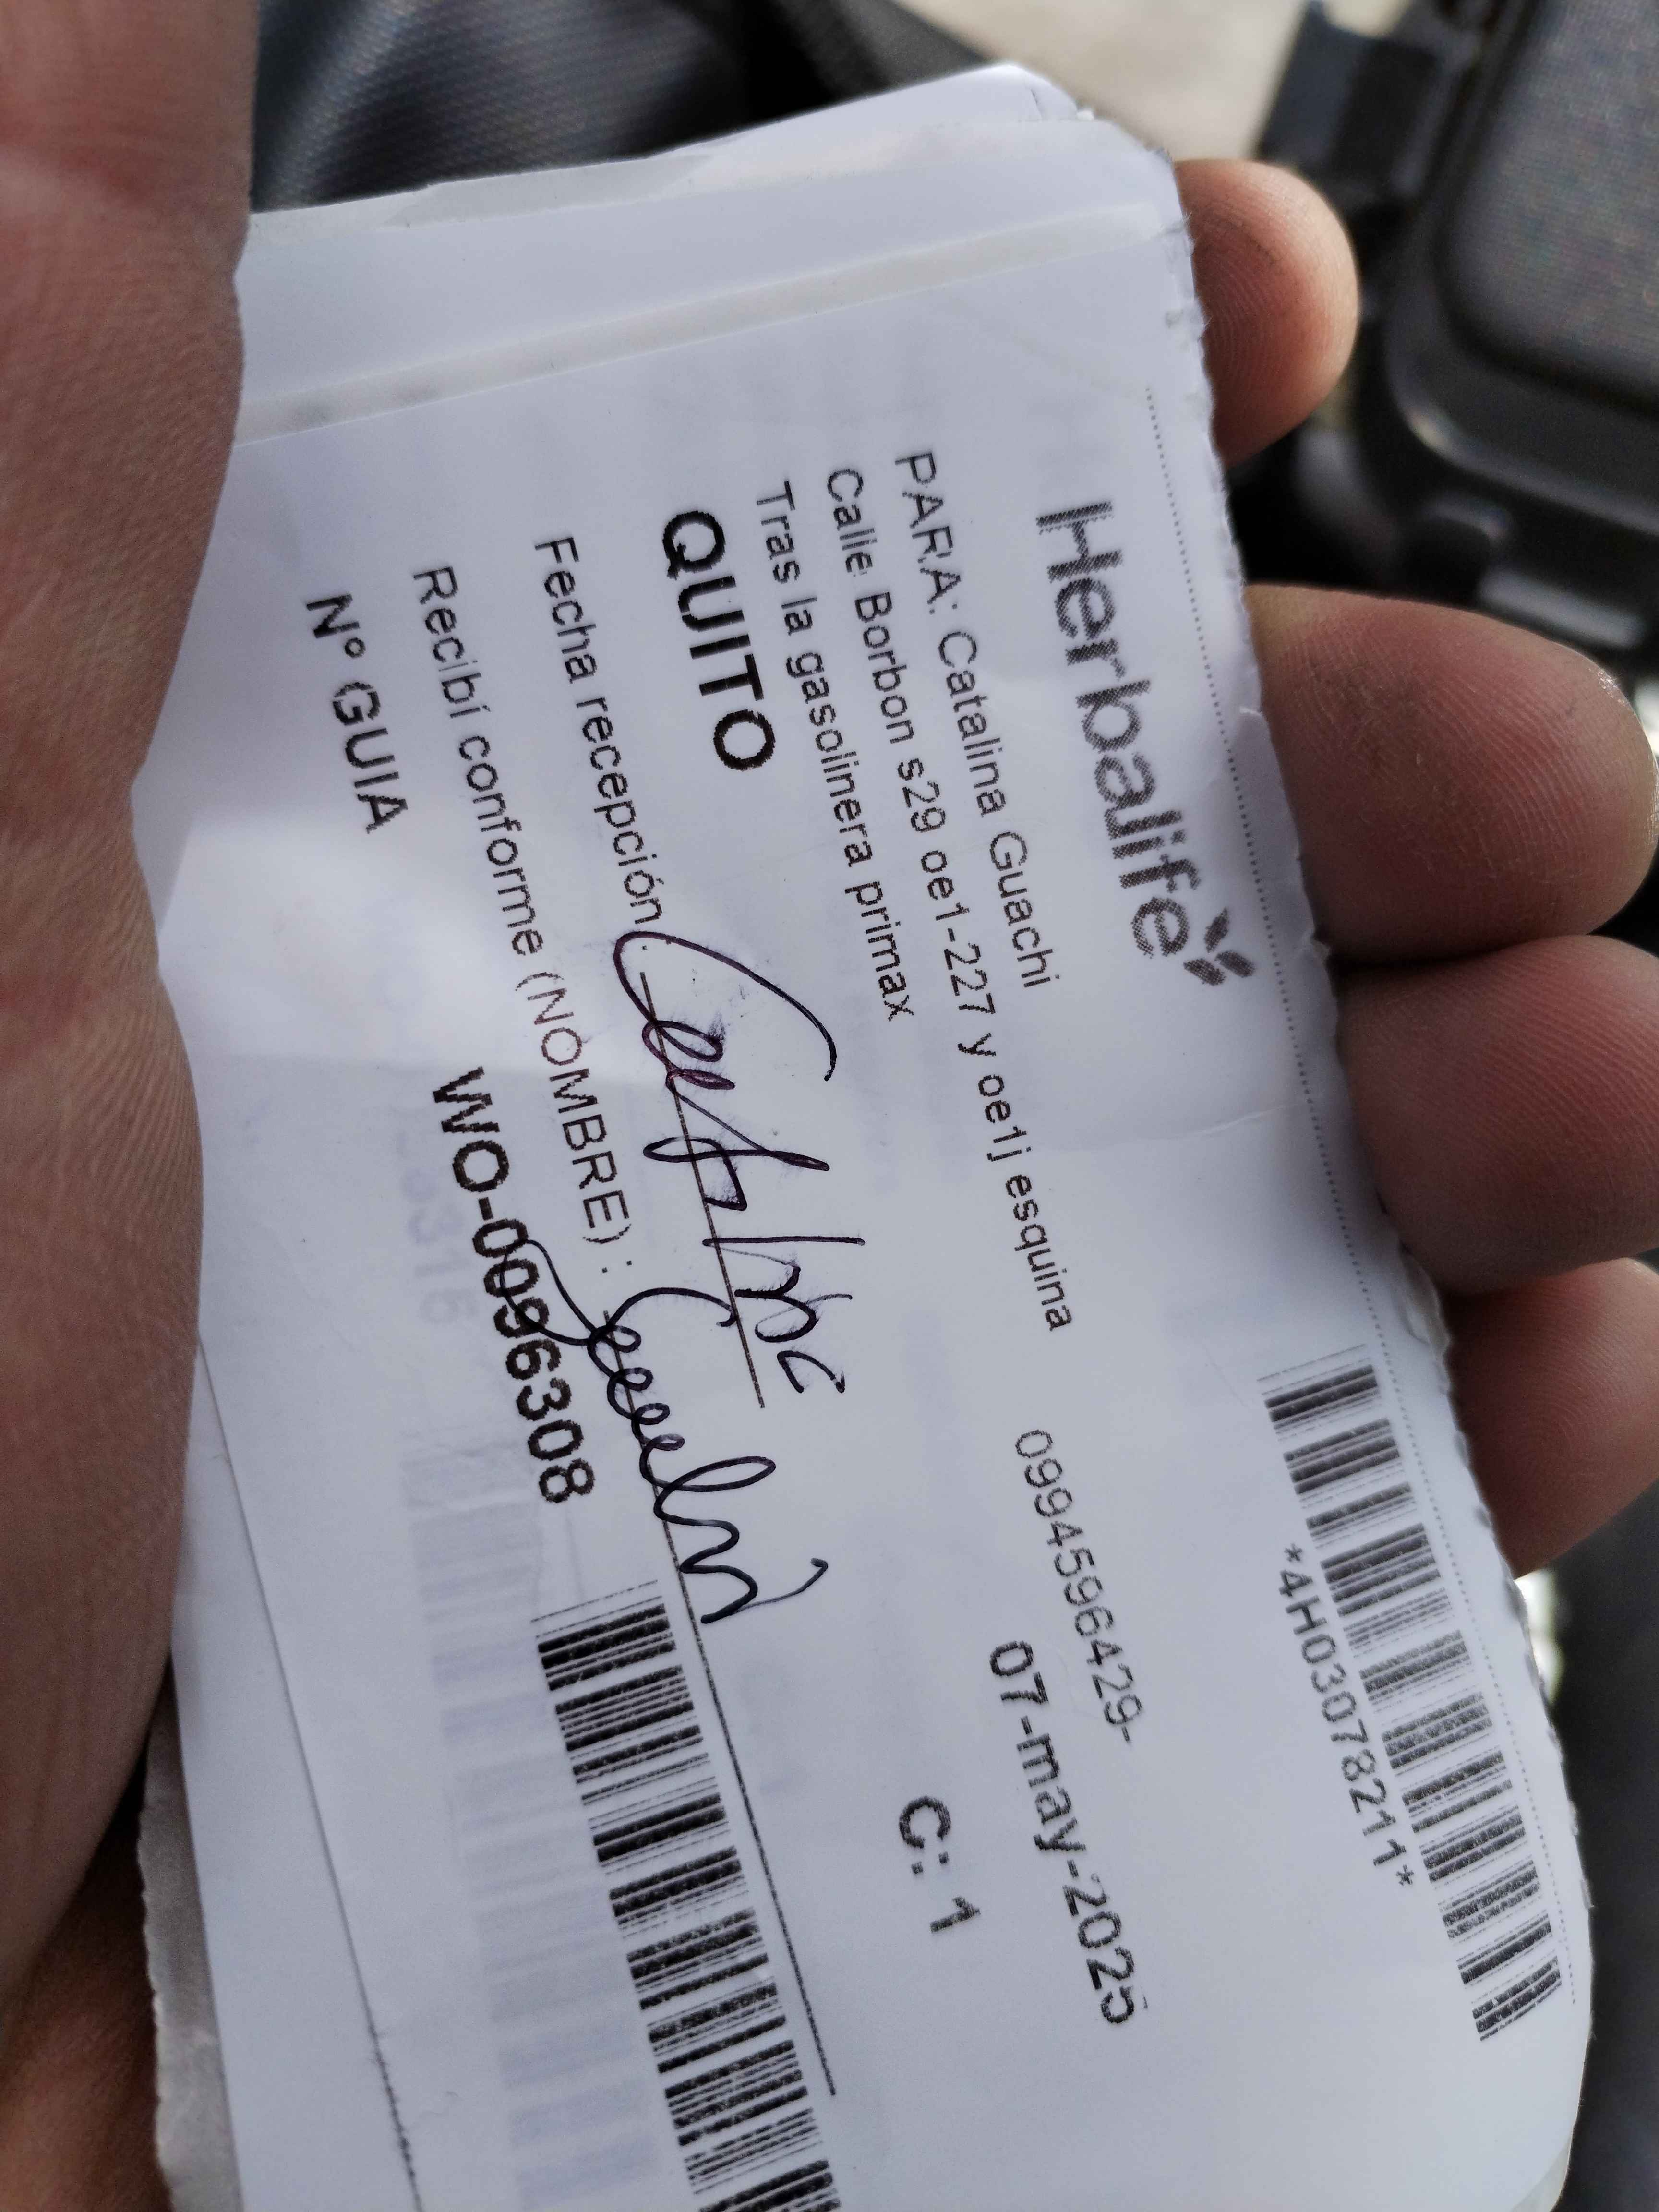 Herbalife
*4H03078211*
PARA: Catalina Guachi
Calle Borbon s29 oe1-227 y oe1j esquina
0994596429-
Tras la gasolinera primax
07-may-2025
QUITO
C: 1
Fecha recepción:
Recibí conforme (NOMBRE) :
Nº GUIA
WO-0096308